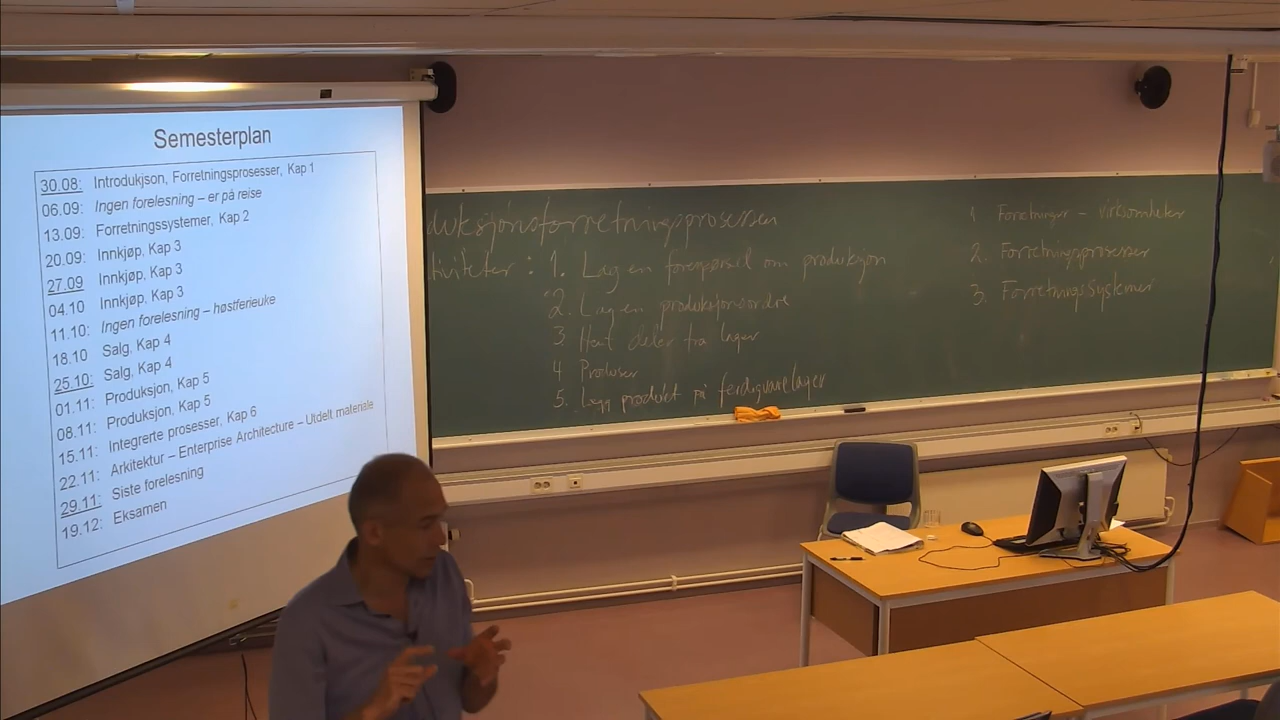 Semesterplan
30.08: Introdukjson, Forretningsprosesser, Kap 1
06.09: Ingen forelesning – er på reise
13.09: Forretningssystemer, Kap 2
20.09: Innkjøp, Kap 3
27.09 Innkjøp, Kap 3
04.10 Innkjøp, Kap 3
11.10: Ingen forelesning – høstferieuke
18.10 Salg, Kap 4
25.10: Salg, Kap 4
01.11: Produksjon, Kap 5
08.11: Produksjon, Kap 5
15.11: Integrerte prosesser, Kap 6
22.11: Arkitektur – Enterprise Architecture – Utdelt materiale
29.11: Siste forelesning
19.12: Eksamen
duksjonsforretningsprosessen
tiviteter: 1. Lag en forespørsel om produksjon
2. Lag en produksjonsordre
3. Hent deler fra lager
4 Produser
5. Legg produkt på ferdigvarelager
1 Forretninger – virksomheter
2. Forretningsprosesser
3. Forretningssystemer